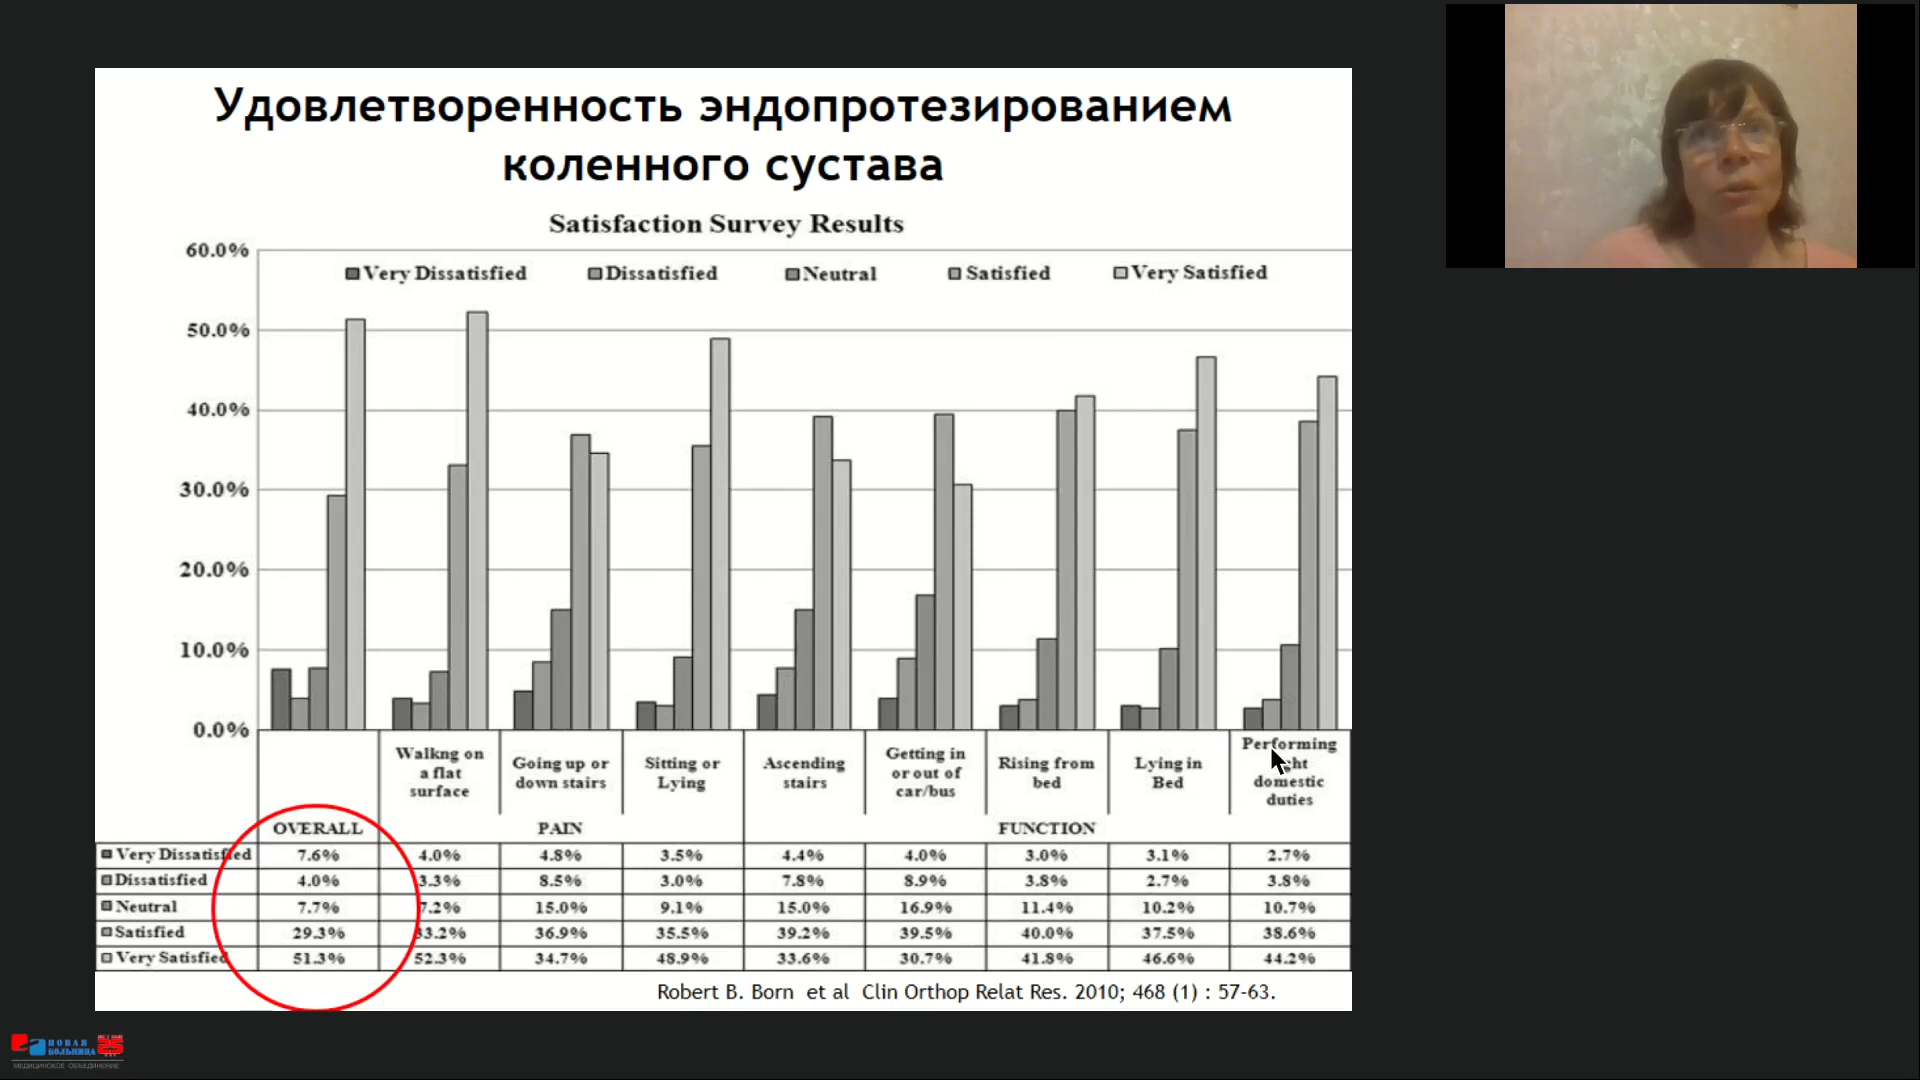 Удовлетворенность эндопротезированием
коленного сустава
Satisfaction Survey Results
60.0%
50.0%
40.0%
30.0%
20.0%
10.0%
0.0%
Very Dissatisfied Dissatisfied Neutral Satisfied Very Satisfied
Walkng on
a flat
surface
Going up or
down stairs
Sitting or
Lying
Ascending
stairs
Getting in
or out of
car/bus
Rising from
bed
Lying in
Bed
Performing
domestic
duties
OVERALL PAIN FUNCTION
Very Dissatisfied 7.6% 4.0% 4.8% 3.5% 4.4% 4.0% 3.0% 3.1% 2.7%
Dissatisfied 4.0% 3.3% 8.5% 3.0% 7.8% 8.9% 3.8% 2.7% 3.8%
Neutral 7.7% 7.2% 15.0% 9.1% 15.0% 16.9% 11.4% 10.2% 10.7%
Satisfied 29.3% 33.2% 36.9% 35.5% 39.2% 39.5% 40.0% 37.5% 38.6%
Very Satisfied 51.3% 52.3% 34.7% 48.9% 33.6% 30.7% 41.8% 46.6% 44.2%
Robert B. Born et al Clin Orthop Relat Res. 2010; 468 (1) : 57-63.
НОВАЯ
БОЛЬНИЦА
25
МЕДИЦИНСКОЕ ОБЪЕДИНЕНИЕ